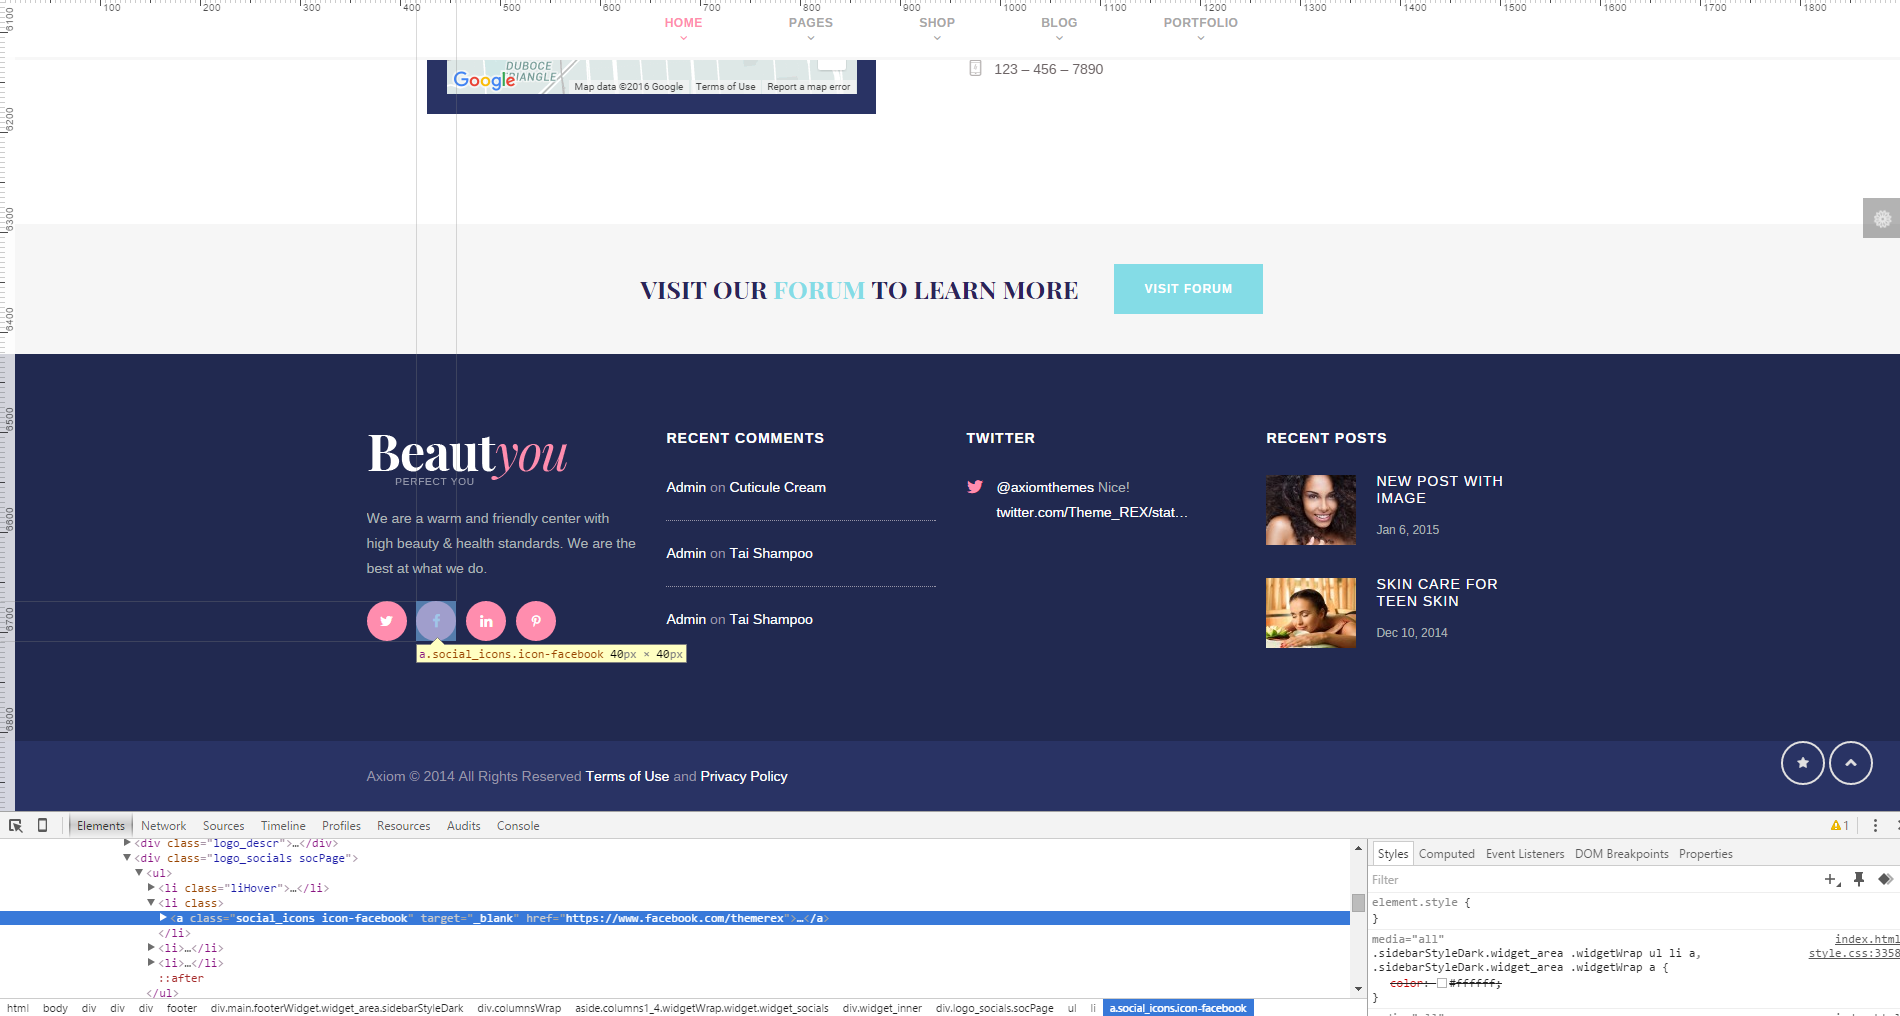 100 200 300 400 500 600 700 800 900 1000 1100 1200 1300 1400 1500 1600 1700 1800
6100
6200
6300
6400
6500
6600
6700
6800
HOME PAGES SHOP BLOG PORTFOLIO
DUBOCE
TRIANGLE
Google
Map data ©2016 Google Terms of Use Report a map error
123 – 456 – 7890
VISIT OUR FORUM TO LEARN MORE
VISIT FORUM
Beautyou
PERFECT YOU
We are a warm and friendly center with
high beauty & health standards. We are the
best at what we do.
a.social_icons.icon-facebook 40px × 40px
RECENT COMMENTS
Admin on Cuticule Cream
Admin on Tai Shampoo
Admin on Tai Shampoo
TWITTER
@axiomthemes Nice!
twitter.com/Theme_REX/stat…
RECENT POSTS
NEW POST WITH
IMAGE
Jan 6, 2015
SKIN CARE FOR
TEEN SKIN
Dec 10, 2014
Axiom © 2014 All Rights Reserved Terms of Use and Privacy Policy
Elements Network Sources Timeline Profiles Resources Audits Console
1
<div class="logo_descr">…</div>
<div class="logo_socials socPage">
<ul>
<li class="liHover">…</li>
<li class>
<a class="social_icons icon-facebook" target="_blank" href="https://www.facebook.com/themerex">…</a>
</li>
<li>…</li>
<li>…</li>
::after
</ul>
html body div div div footer div.main.footerWidget.widget_area.sidebarStyleDark div.columnsWrap aside.columns1_4.widgetWrap.widget.widget_socials div.widget_inner div.logo_socials.socPage ul li a.social_icons.icon-facebook
Styles Computed Event Listeners DOM Breakpoints Properties
Filter
element.style {
}
media="all" index.html
.sidebarStyleDark.widget_area .widgetWrap ul li a, style.css:3358
.sidebarStyleDark.widget_area .widgetWrap a {
color: #ffffff;
}